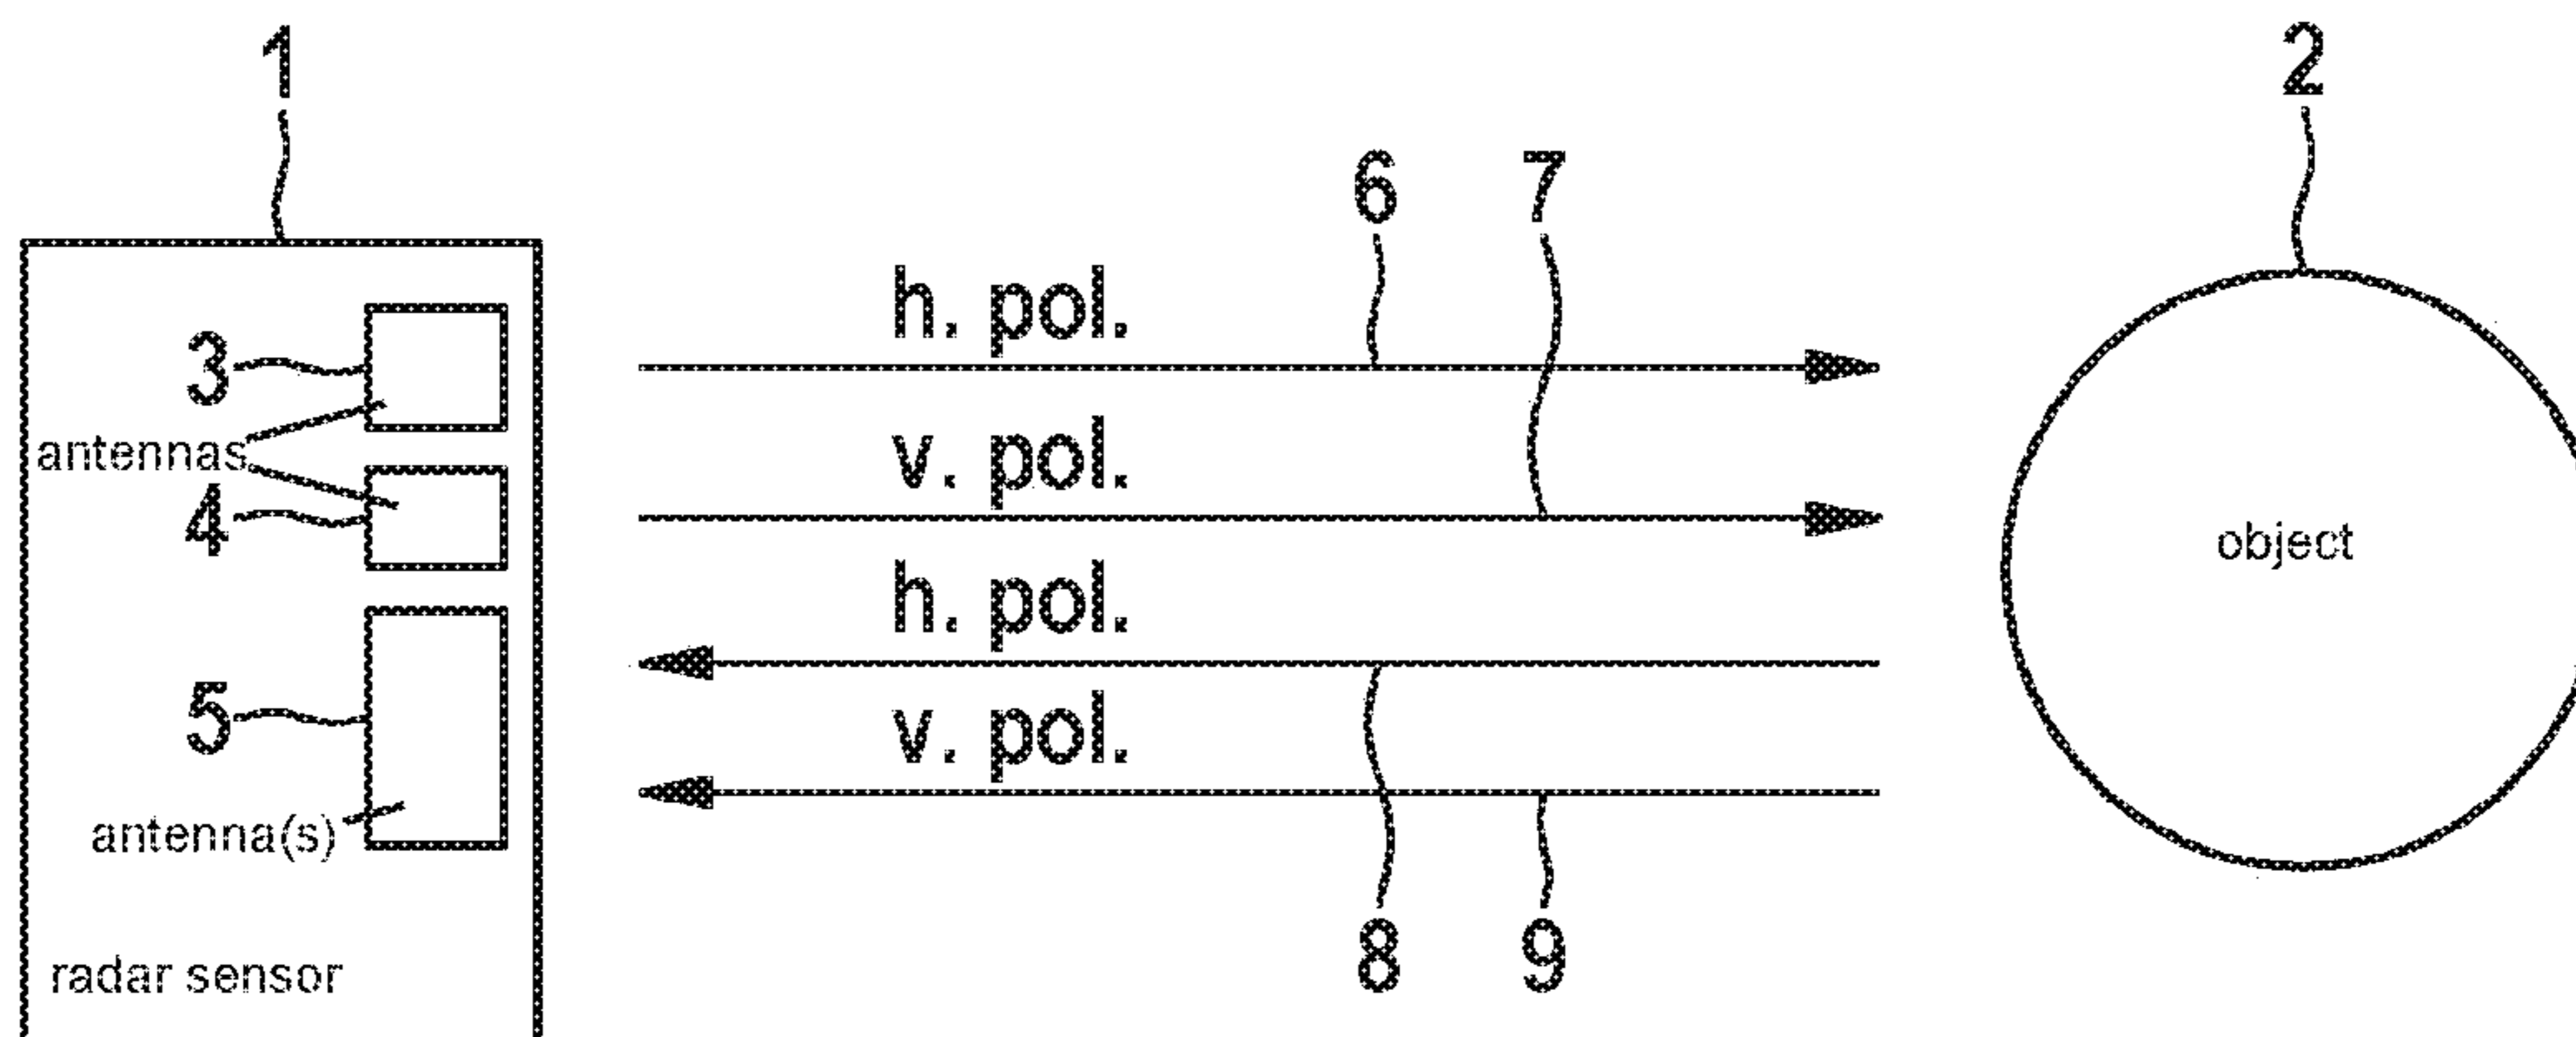 1
2
6
7
h. pol.
3
antennas
v. pol.
4
object
h. pol.
5
v. pol.
antenna(s)
8
9
radar sensor